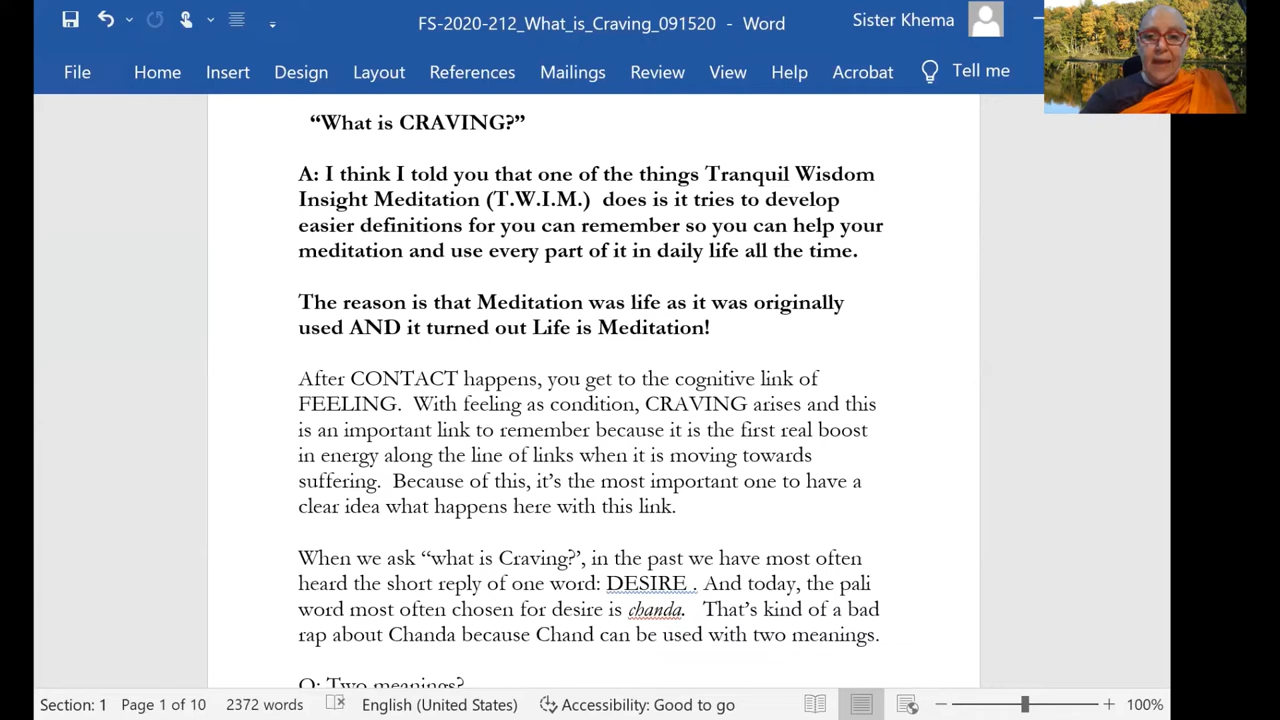 FS-2020-212_What_is_Craving_091520 - Word
Sister Khema
File Home Insert Design Layout References Mailings Review View Help Acrobat Tell me
“What is CRAVING?”
A: I think I told you that one of the things Tranquil Wisdom
Insight Meditation (T.W.I.M.) does is it tries to develop
easier definitions for you can remember so you can help your
meditation and use every part of it in daily life all the time.
The reason is that Meditation was life as it was originally
used AND it turned out Life is Meditation!
After CONTACT happens, you get to the cognitive link of
FEELING. With feeling as condition, CRAVING arises and this
is an important link to remember because it is the first real boost
in energy along the line of links when it is moving towards
suffering. Because of this, it’s the most important one to have a
clear idea what happens here with this link.
When we ask “what is Craving?’, in the past we have most often
heard the short reply of one word: DESIRE . And today, the pali
word most often chosen for desire is chanda. That’s kind of a bad
rap about Chanda because Chand can be used with two meanings.
Q: Two meanings?
Section: 1 Page 1 of 10 2372 words English (United States) Accessibility: Good to go 100%